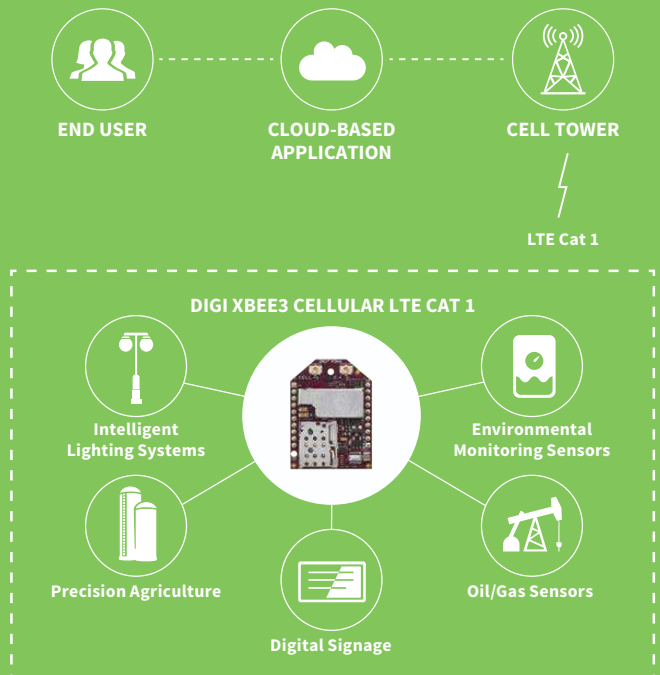 END USER
CLOUD-BASED
APPLICATION
CELL TOWER
LTE Cat 1
DIGI XBEE3 CELLULAR LTE CAT 1
Intelligent
Lighting Systems
Environmental
Monitoring Sensors
Precision Agriculture
Oil/Gas Sensors
Digital Signage